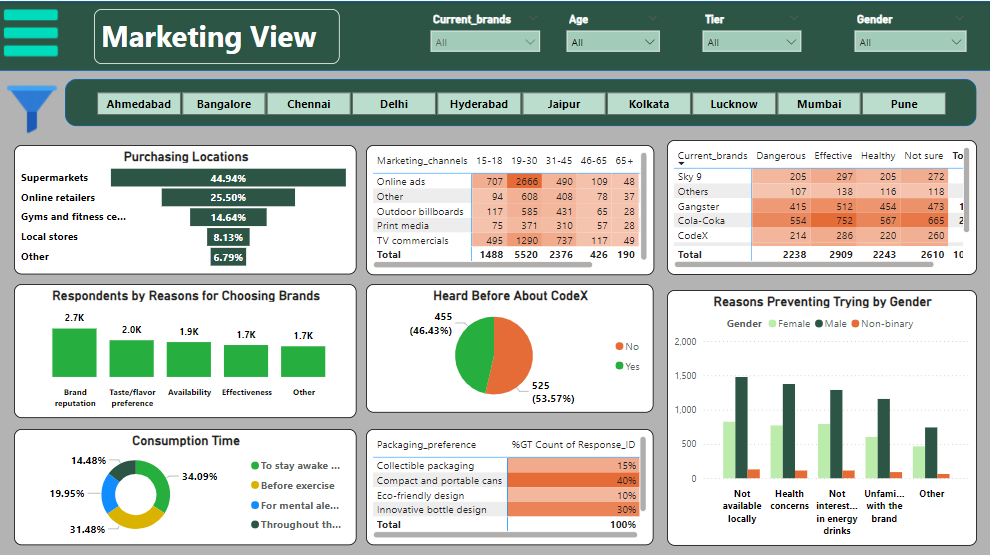 Marketing View
Current_brands
All
Age
All
Tier
All
Gender
All
Ahmedabad Bangalore Chennai Delhi Hyderabad Jaipur Kolkata Lucknow Mumbai Pune
Purchasing Locations
Supermarkets 44.94%
Online retailers 25.50%
Gyms and fitness ce... 14.64%
Local stores 8.13%
Other 6.79%
Marketing_channels 15-18 19-30 31-45 46-65 65+
Online ads 707 2666 490 109 48
Other 94 608 408 78 37
Outdoor billboards 117 585 431 65 28
Print media 75 371 310 57 28
TV commercials 495 1290 737 117 49
Total 1488 5520 2376 426 190
Current_brands Dangerous Effective Healthy Not sure To
Sky 9 205 297 205 272
Others 107 138 116 118
Gangster 415 512 454 473 1
Cola-Coka 554 752 567 665 2
CodeX 214 286 220 260
Total 2238 2909 2243 2610 10
Respondents by Reasons for Choosing Brands
2.7K 2.0K 1.9K 1.7K 1.7K
Brand reputation
Taste/flavor preference
Availability
Effectiveness
Other
Heard Before About CodeX
455
(46.43%)
525
(53.57%)
No
Yes
Reasons Preventing Trying by Gender
Gender Female Male Non-binary
2,000
1,500
1,000
500
0
Not available locally
Health concerns
Not interest... in energy drinks
Unfami... with the brand
Other
Consumption Time
14.48%
34.09%
19.95%
31.48%
To stay awake ...
Before exercise
For mental ale...
Throughout th...
Packaging_preference %GT Count of Response_ID
Collectible packaging 15%
Compact and portable cans 40%
Eco-friendly design 10%
Innovative bottle design 30%
Total 100%